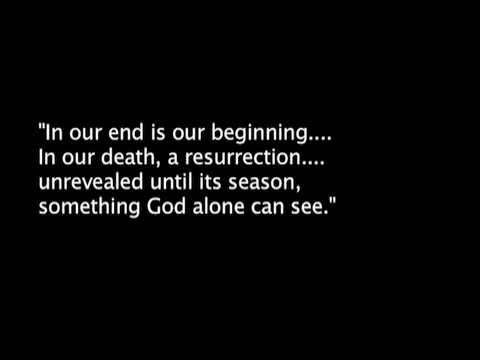 "In our end is our beginning....
In our death, a resurrection....
unrevealed until its season,
something God alone can see."